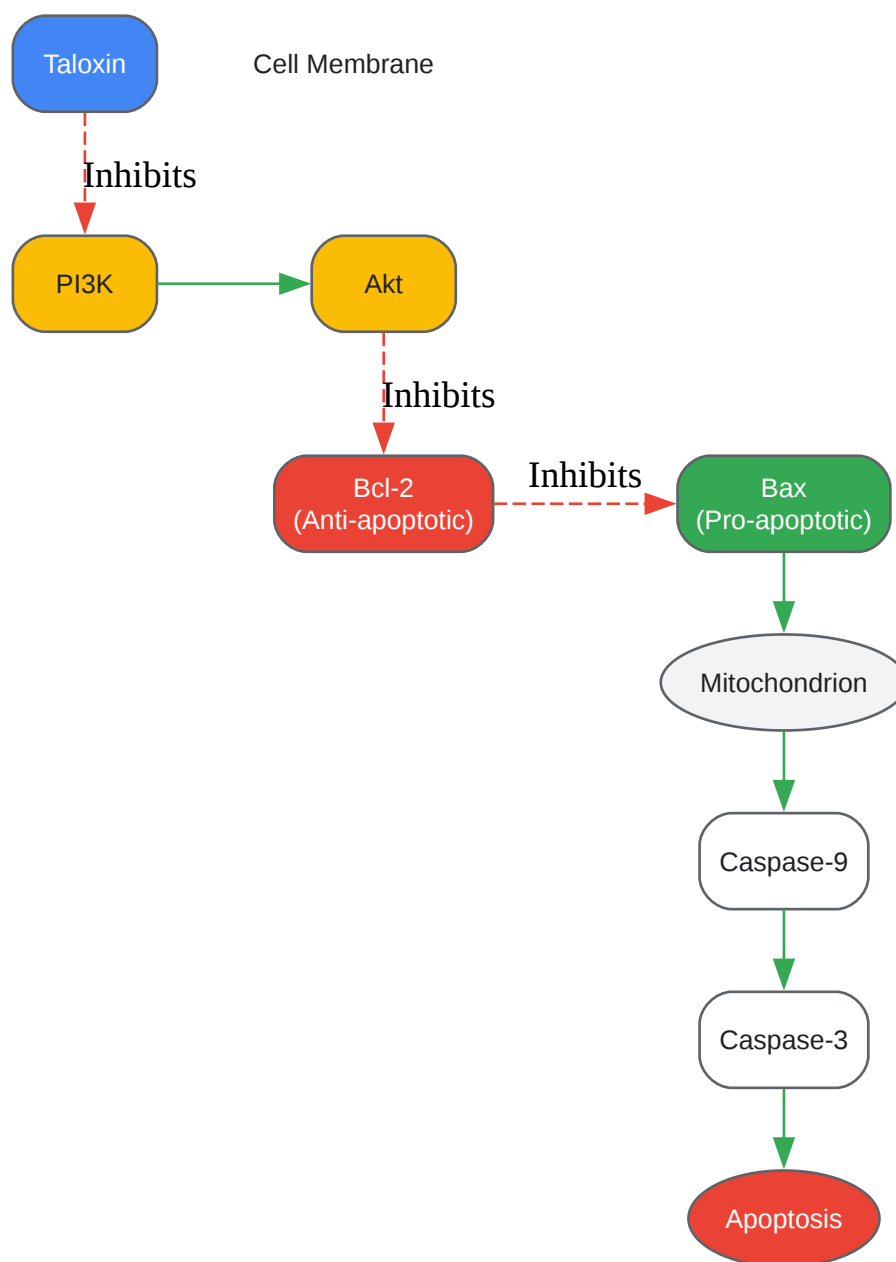 Taloxin
Cell Membrane
Inhibits
PI3K
Akt
Inhibits
Bcl-2
(Anti-apoptotic)
Inhibits
Bax
(Pro-apoptotic)
Mitochondrion
Caspase-9
Caspase-3
Apoptosis